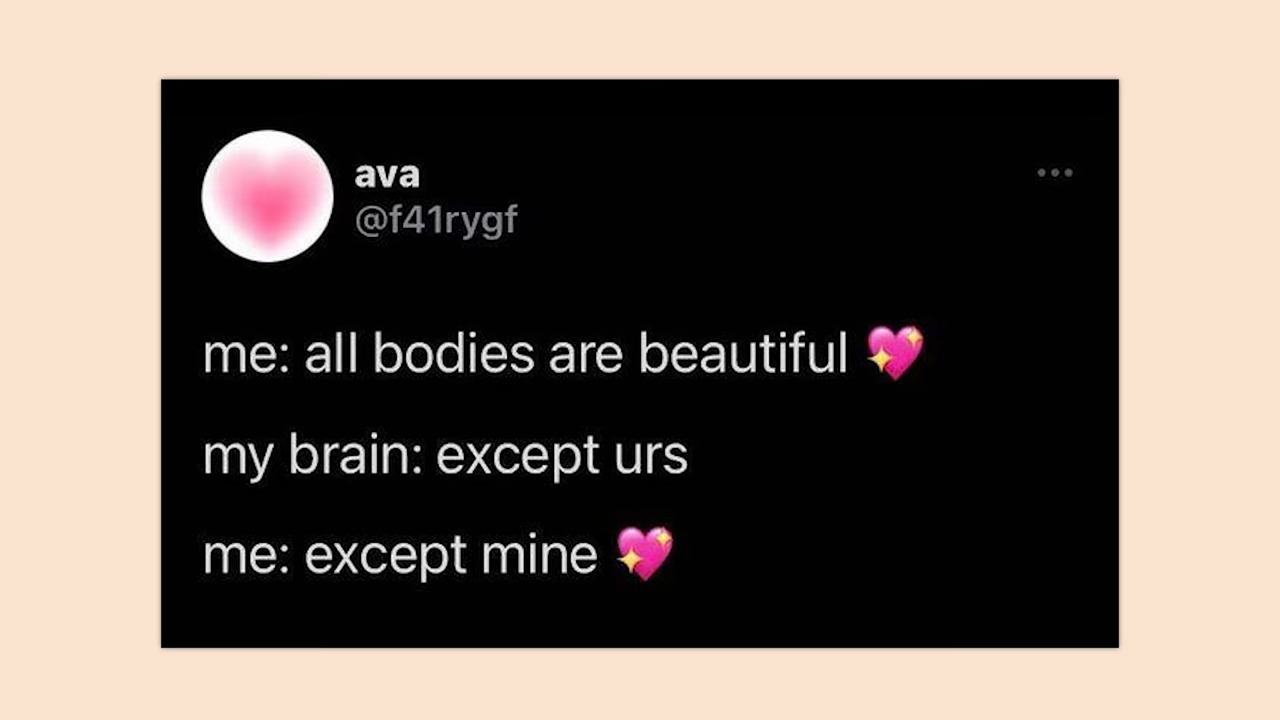 ava
@f41rygf
me: all bodies are beautiful 💖
my brain: except urs
me: except mine 💖